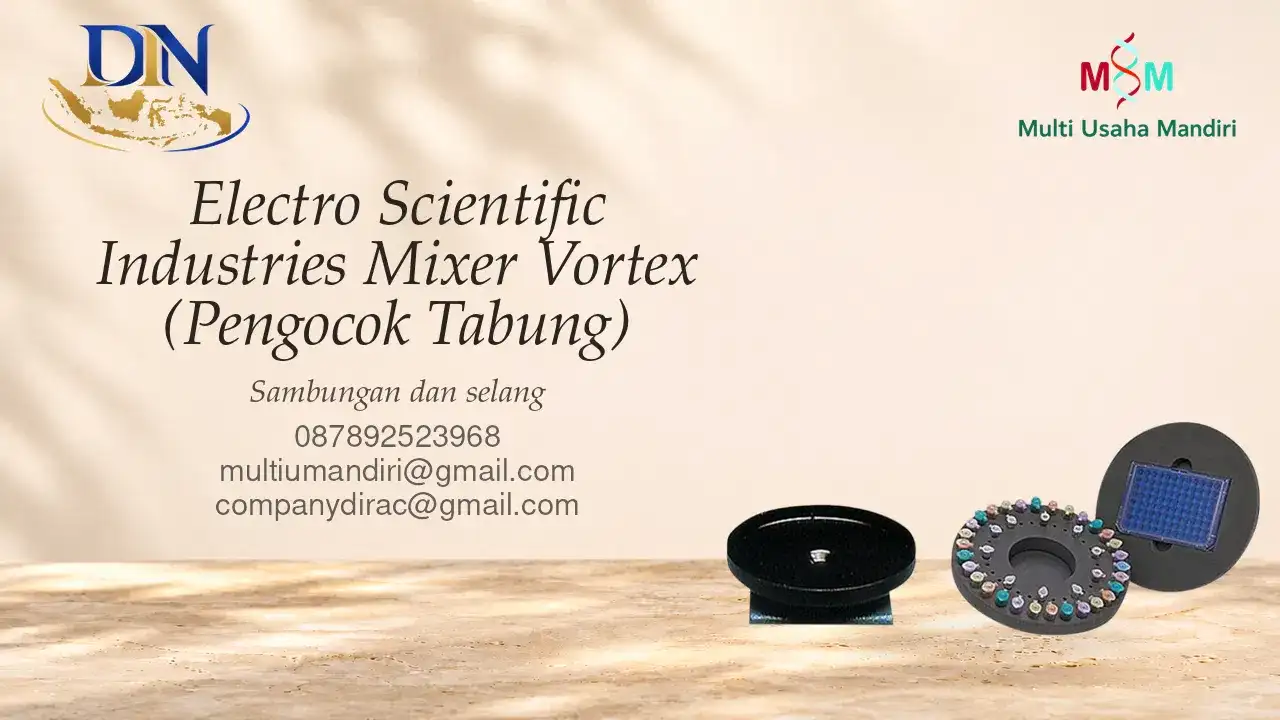 DIN
M M
Multi Usaha Mandiri
Electro Scientific
Industries Mixer Vortex
(Pengocok Tabung)
Sambungan dan selang
087892523968
multiumandiri@gmail.com
companydirac@gmail.com